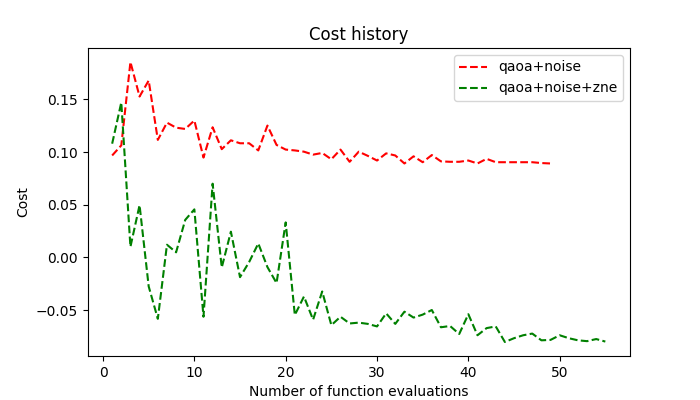 Cost history
qaoa+noise
qaoa+noise+zne
Cost
0.15
0.10
0.05
0.00
−0.05
0 10 20 30 40 50
Number of function evaluations